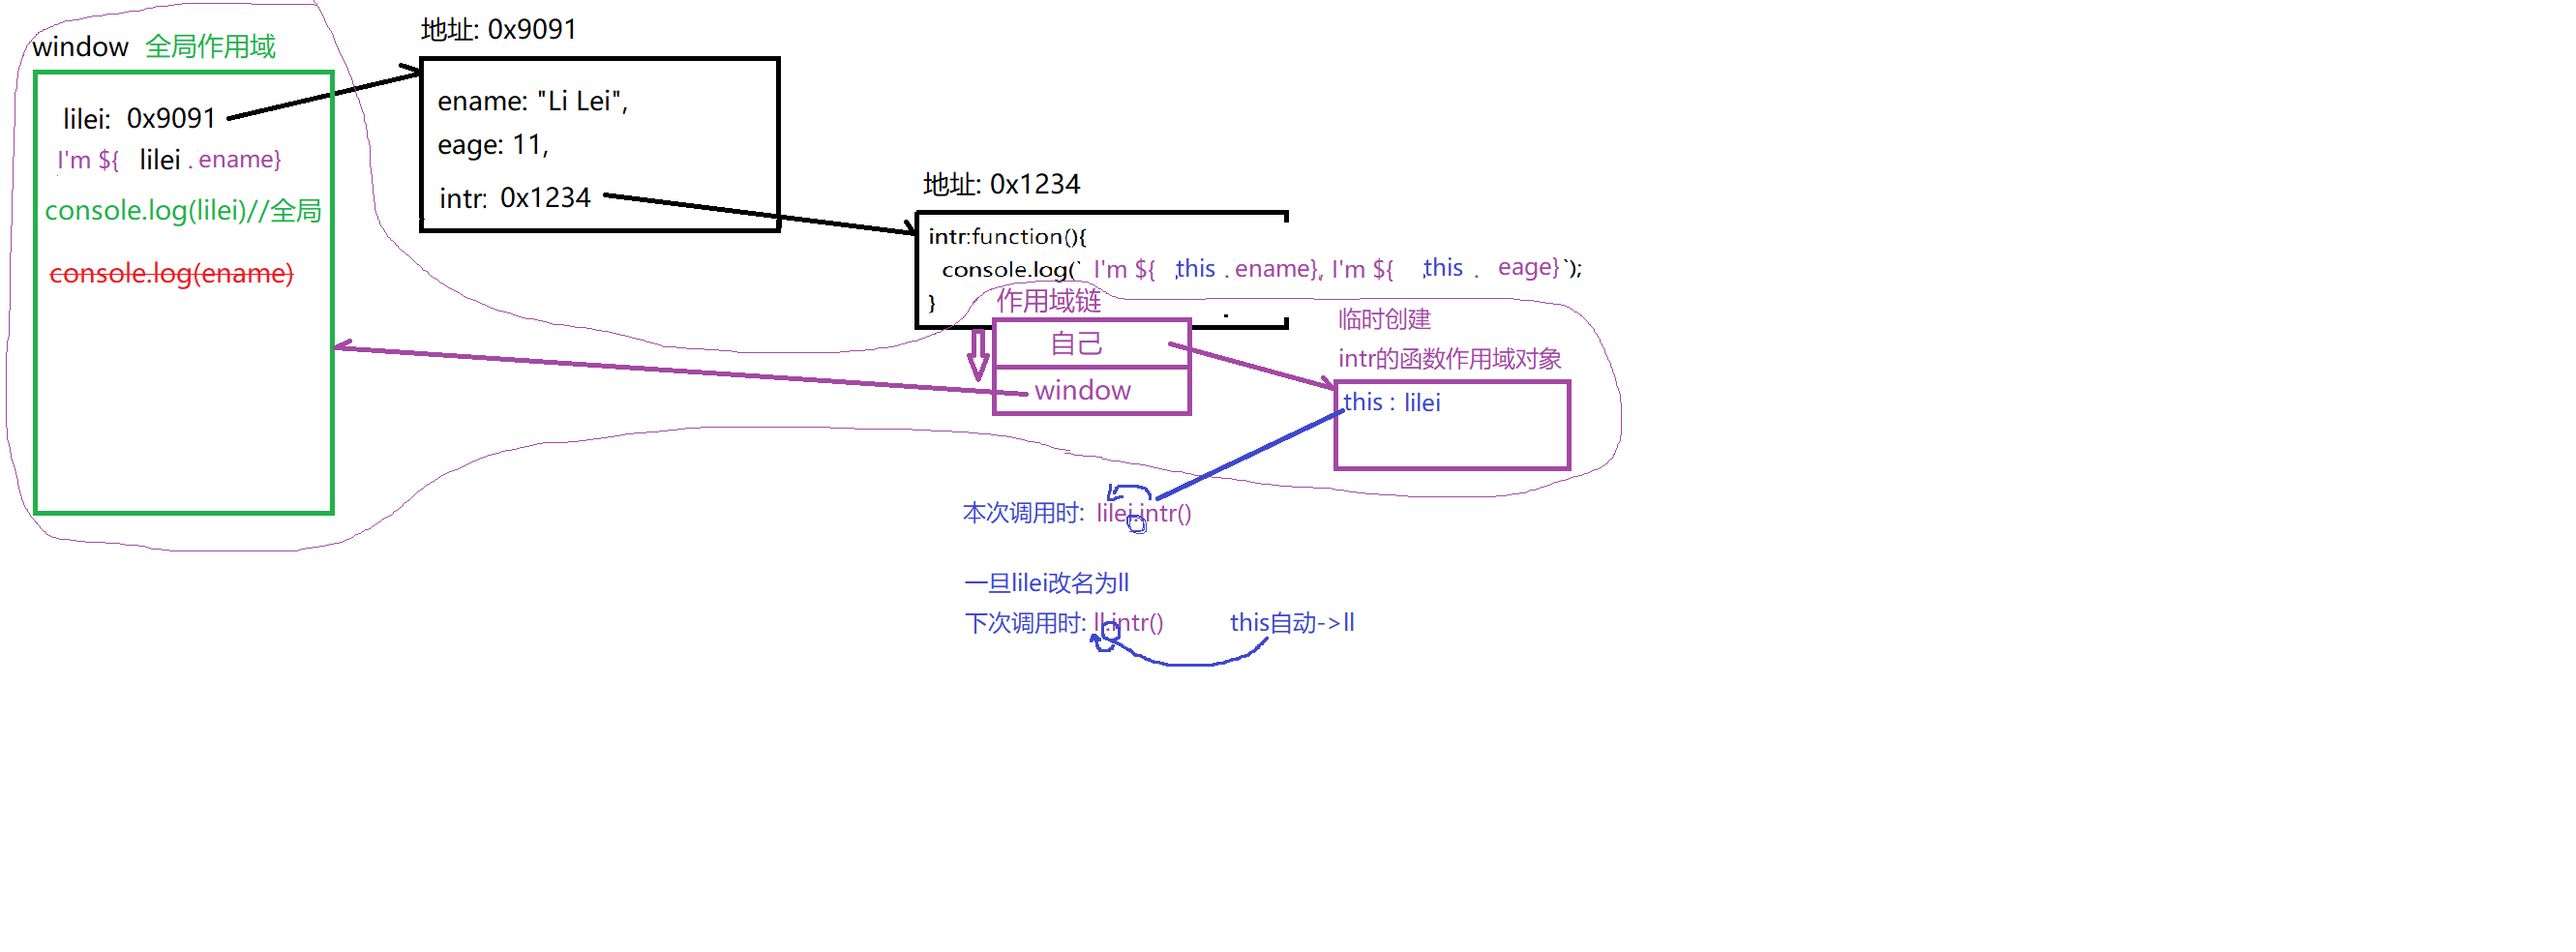 window 全局作用域
lilei: 0x9091
I'm ${ lilei . ename}
console.log(lilei)//全局
console.log(ename)
地址: 0x9091
ename: "Li Lei",
eage: 11,
intr: 0x1234
地址: 0x1234
intr:function(){
console.log(` I'm ${ this . ename}, I'm ${ this . eage}`);
}
作用域链
自己
window
临时创建
intr的函数作用域对象
this : lilei
本次调用时: lilei.intr()
一旦lilei改名为ll
下次调用时: ll.intr() this自动->ll